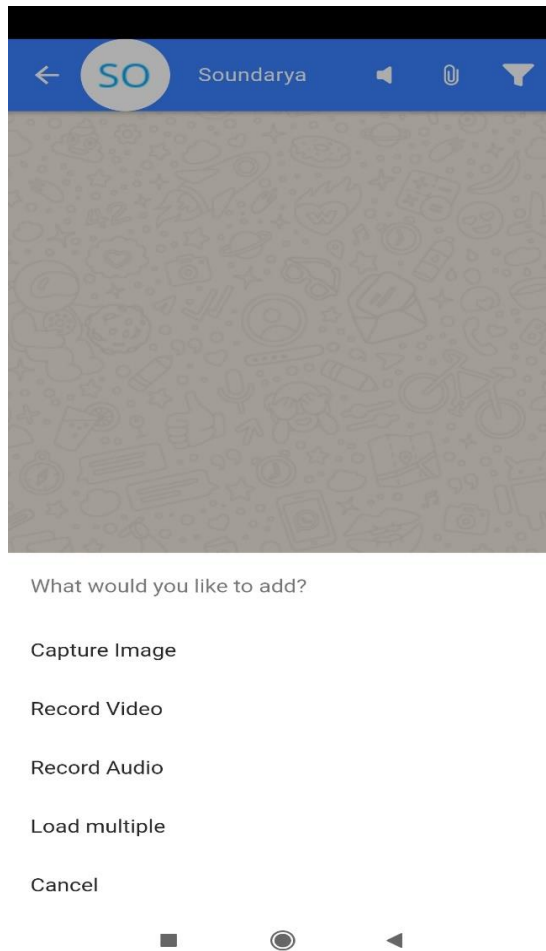 SO
Soundarya
What would you like to add?
Capture Image
Record Video
Record Audio
Load multiple
Cancel